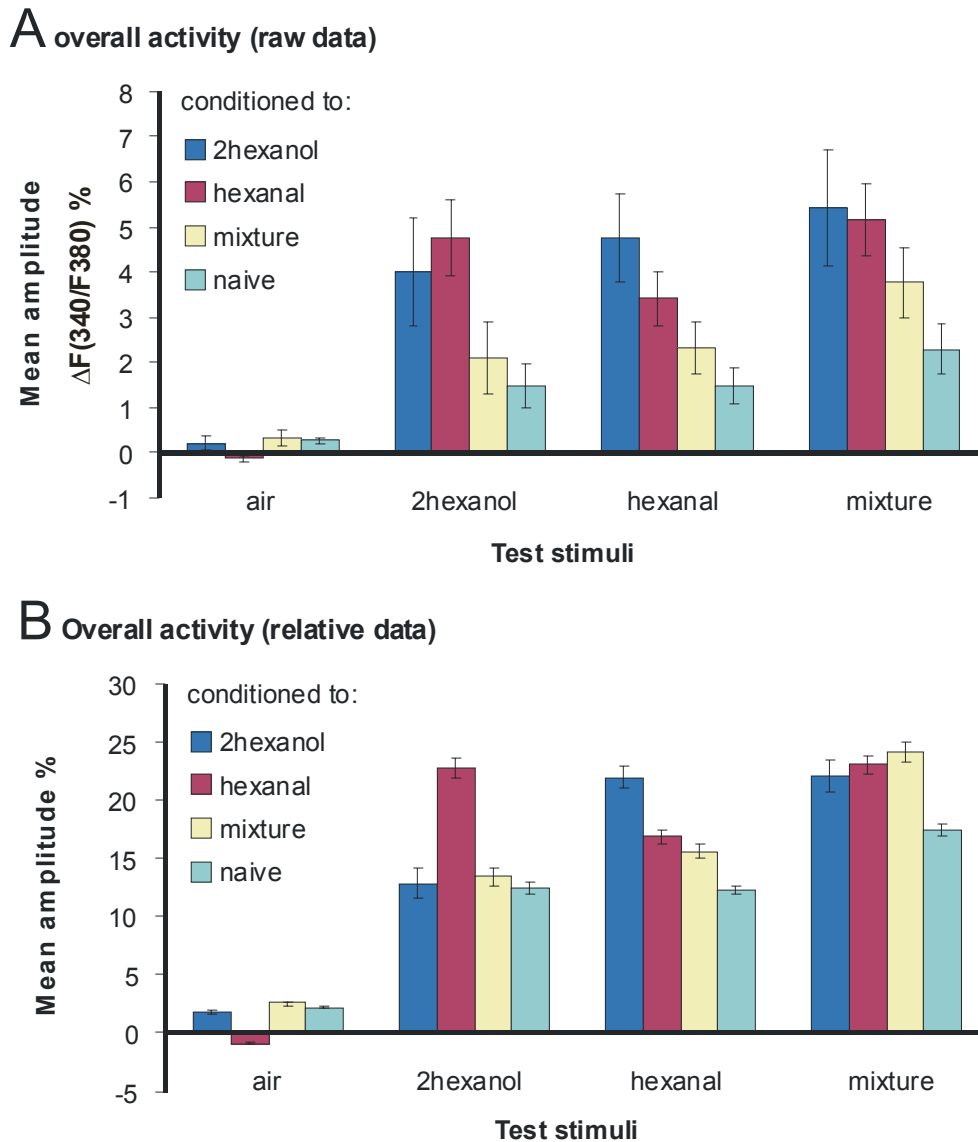 A overall activity (raw data)
Mean amplitude
ΔF(340/F380) %
8
7
6
5
4
3
2
1
0
-1
conditioned to:
2hexanol
hexanal
mixture
naive
air 2hexanol hexanal mixture
Test stimuli
B Overall activity (relative data)
Mean amplitude %
30
25
20
15
10
5
0
-5
conditioned to:
2hexanol
hexanal
mixture
naive
air 2hexanol hexanal mixture
Test stimuli